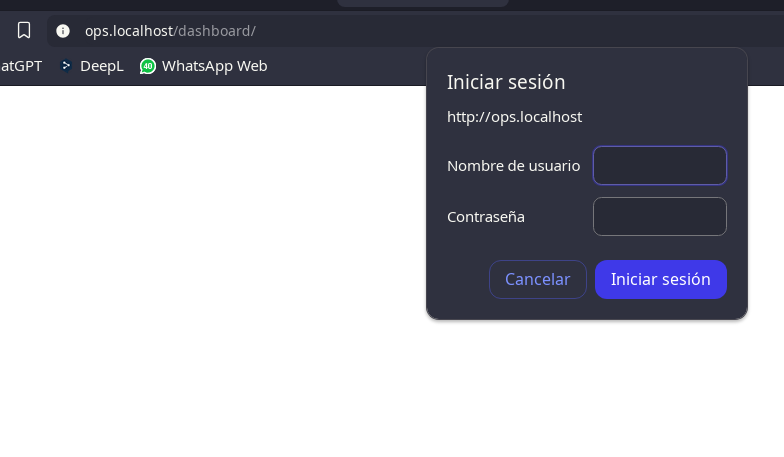 ops.localhost/dashboard/
atGPT DeepL 40 WhatsApp Web
Iniciar sesión
http://ops.localhost
Nombre de usuario
Contraseña
Cancelar Iniciar sesión